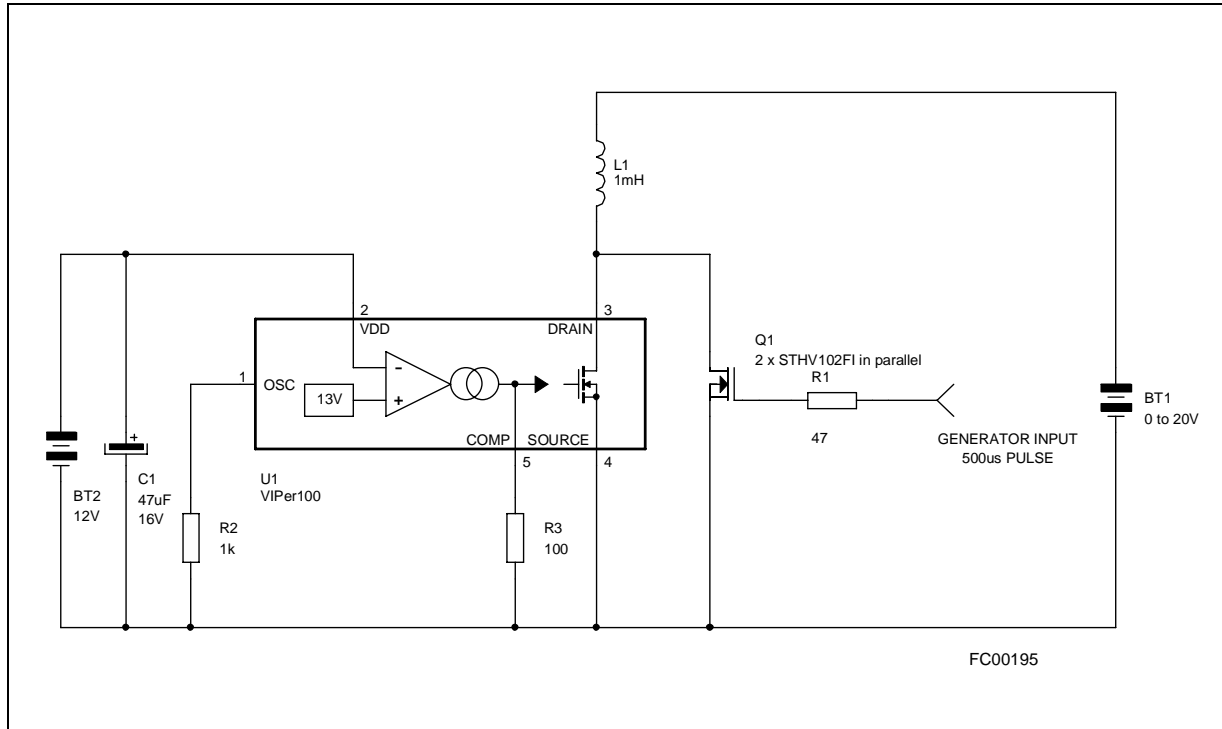 L1
1mH
2
VDD
3
DRAIN
1
OSC
13V
-
+
COMP
SOURCE
5
4
U1
VIPer100
BT2
12V
+
C1
47uF
16V
R2
1k
R3
100
Q1
2 x STHV102FI in parallel
R1
47
GENERATOR INPUT
500us PULSE
BT1
0 to 20V
FC00195